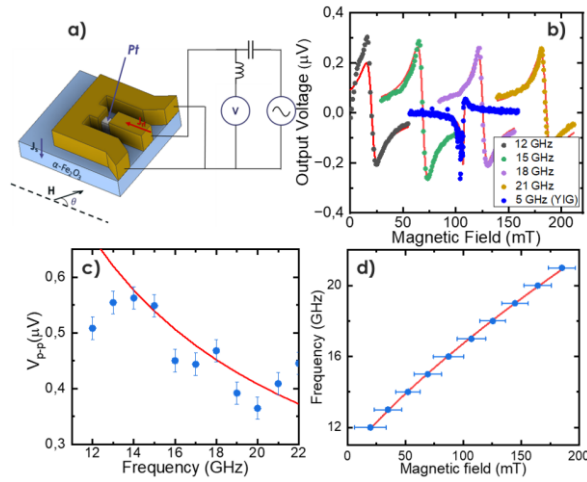 a)
Pt
V
J
α-Fe₂O₃
H
θ
b)
Output Voltage (μV)
0,4
0,2
0,0
-0,2
-0,4
12 GHz
15 GHz
18 GHz
21 GHz
5 GHz (YIG)
0 50 100 150 200
Magnetic Field (mT)
c)
V_{p-p}(μV)
0,6
0,5
0,4
0,3
12 14 16 18 20 22
Frequency (GHz)
d)
Frequency (GHz)
20
16
12
0 50 100 150 200
Magnetic field (mT)